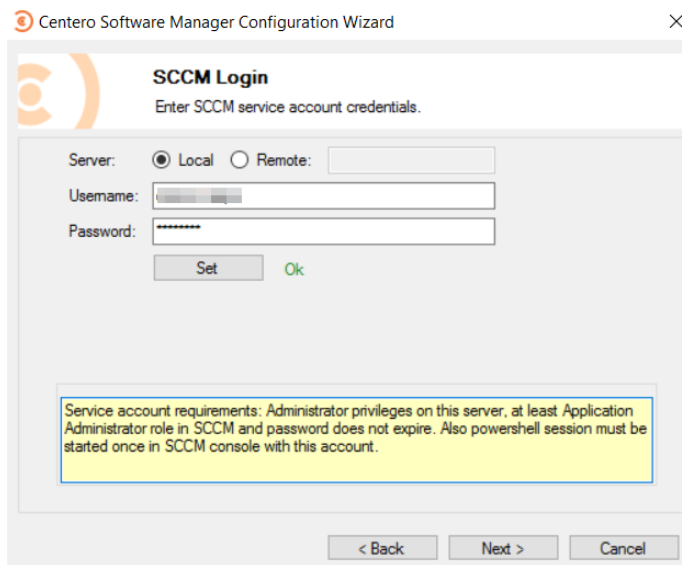 Centero Software Manager Configuration Wizard
SCCM Login
Enter SCCM service account credentials.
Server: Local Remote:
Username:
Password: ********
Set Ok
Service account requirements: Administrator privileges on this server, at least Application
Administrator role in SCCM and password does not expire. Also powershell session must be
started once in SCCM console with this account.
< Back Next > Cancel